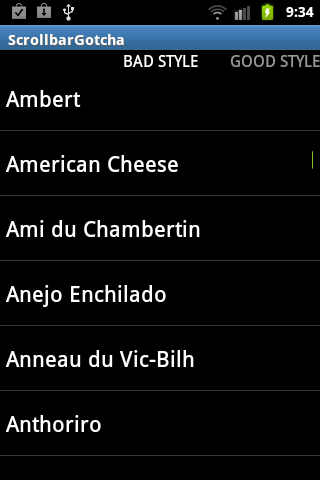 9:34
ScrollbarGotcha
BAD STYLE GOOD STYLE
Ambert
American Cheese
Ami du Chambertin
Anejo Enchilado
Anneau du Vic-Bilh
Anthoriro